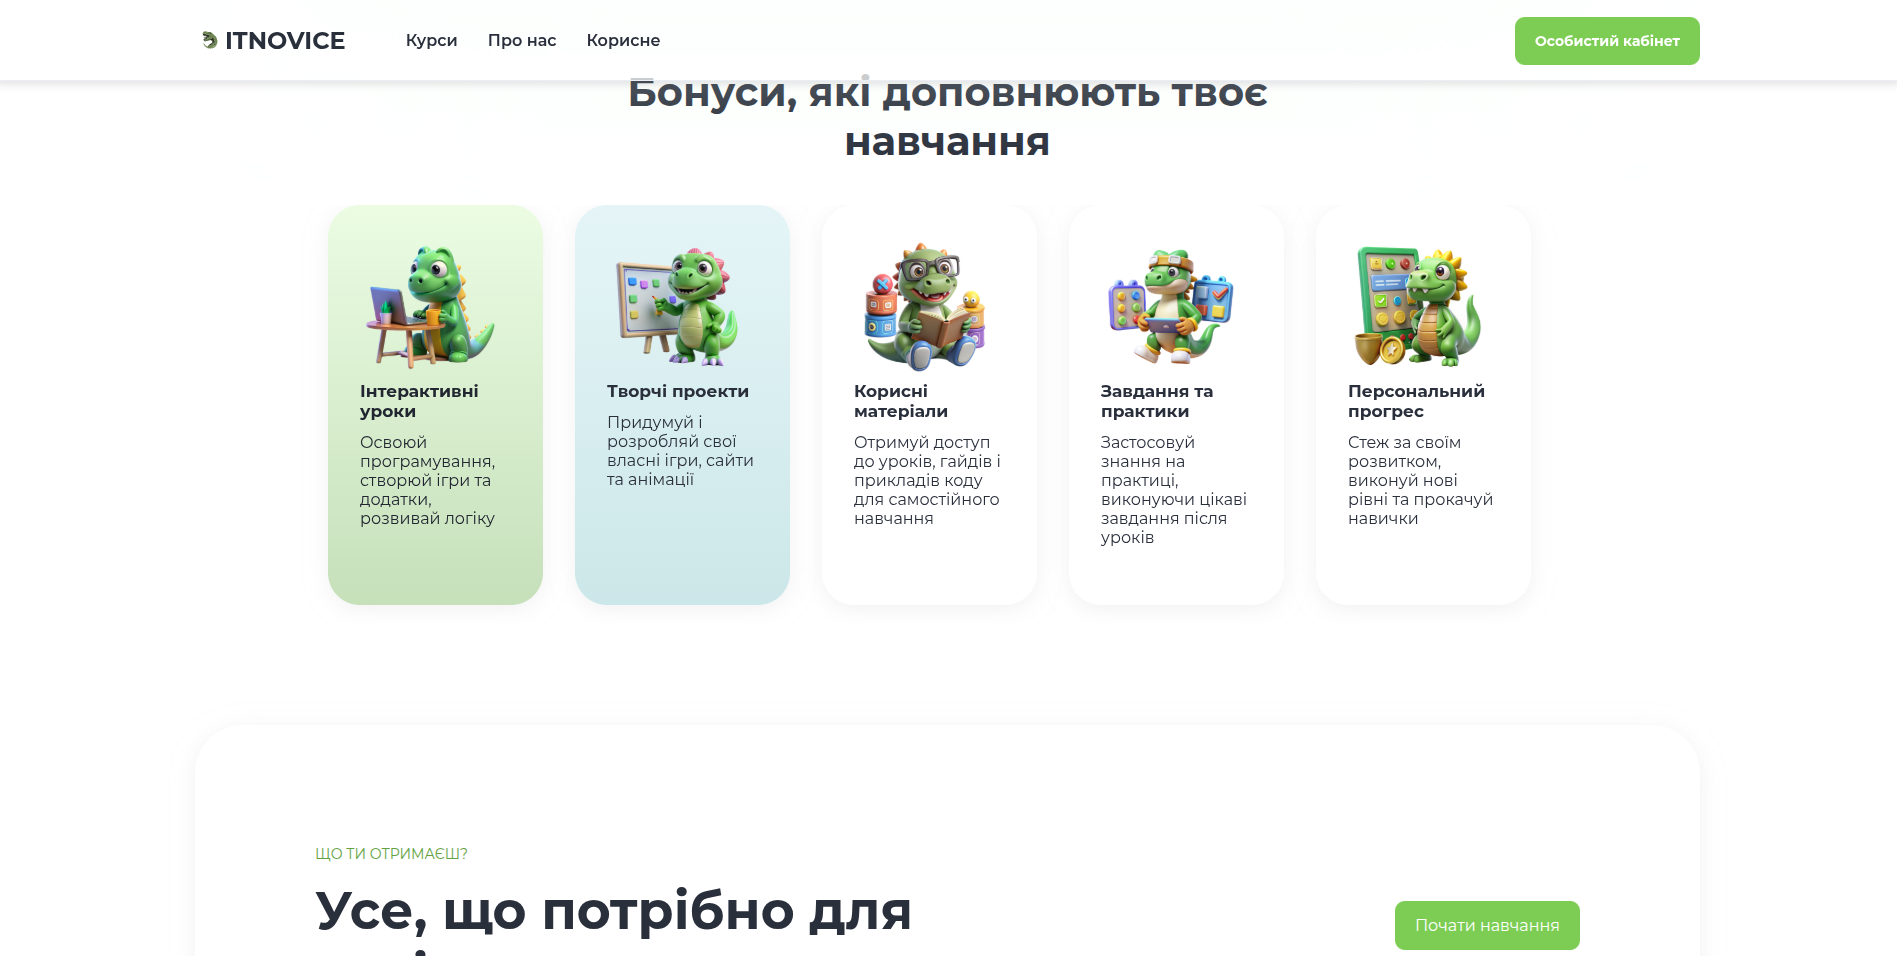 ITNOVICE
Курси
Про нас
Корисне
Особистий кабінет
Бонуси, які доповнюють твоє
навчання
Інтерактивні
уроки
Освоюй
програмування,
створюй ігри та
додатки,
розвивай логіку
Творчі проекти
Придумуй і
розробляй свої
власні ігри, сайти
та анімації
Корисні
матеріали
Отримуй доступ
до уроків, гайдів і
прикладів коду
для самостійного
навчання
Завдання та
практики
Застосовуй
знання на
практиці,
виконуючи цікаві
завдання після
уроків
Персональний
прогрес
Стеж за своїм
розвитком,
виконуй нові
рівні та прокачуй
навички
ЩО ТИ ОТРИМАЄШ?
Усе, що потрібно для
Почати навчання